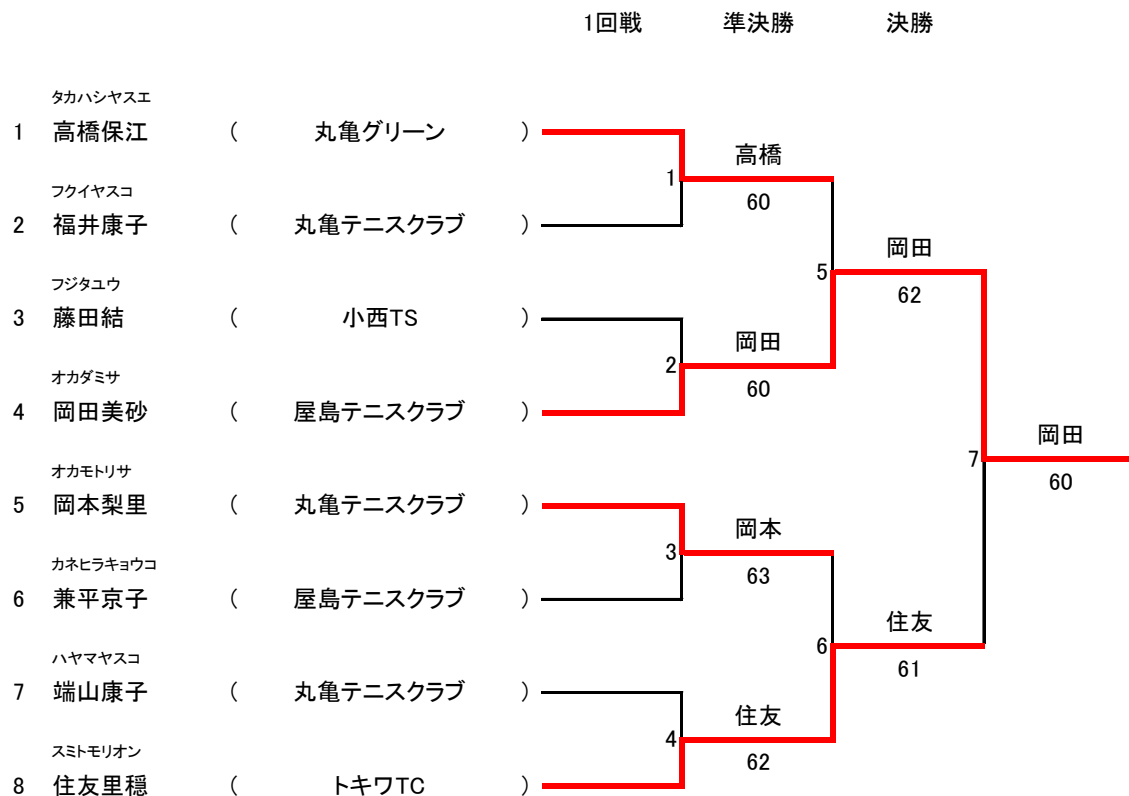 1回戦 準決勝 決勝
タカハシヤスエ
1 高橋保江 ( 丸亀グリーン )
高橋
1
60
フクイヤスコ
2 福井康子 ( 丸亀テニスクラブ )
岡田
5
62
フジタユウ
3 藤田結 ( 小西TS )
岡田
2
60
オカダミサ
4 岡田美砂 ( 屋島テニスクラブ )
岡田
7
60
オカモトリサ
5 岡本梨里 ( 丸亀テニスクラブ )
岡本
3
63
カネヒラキョウコ
6 兼平京子 ( 屋島テニスクラブ )
住友
6
61
ハヤマヤスコ
7 端山康子 ( 丸亀テニスクラブ )
住友
4
62
スミトモリオン
8 住友里穏 ( トキワTC )